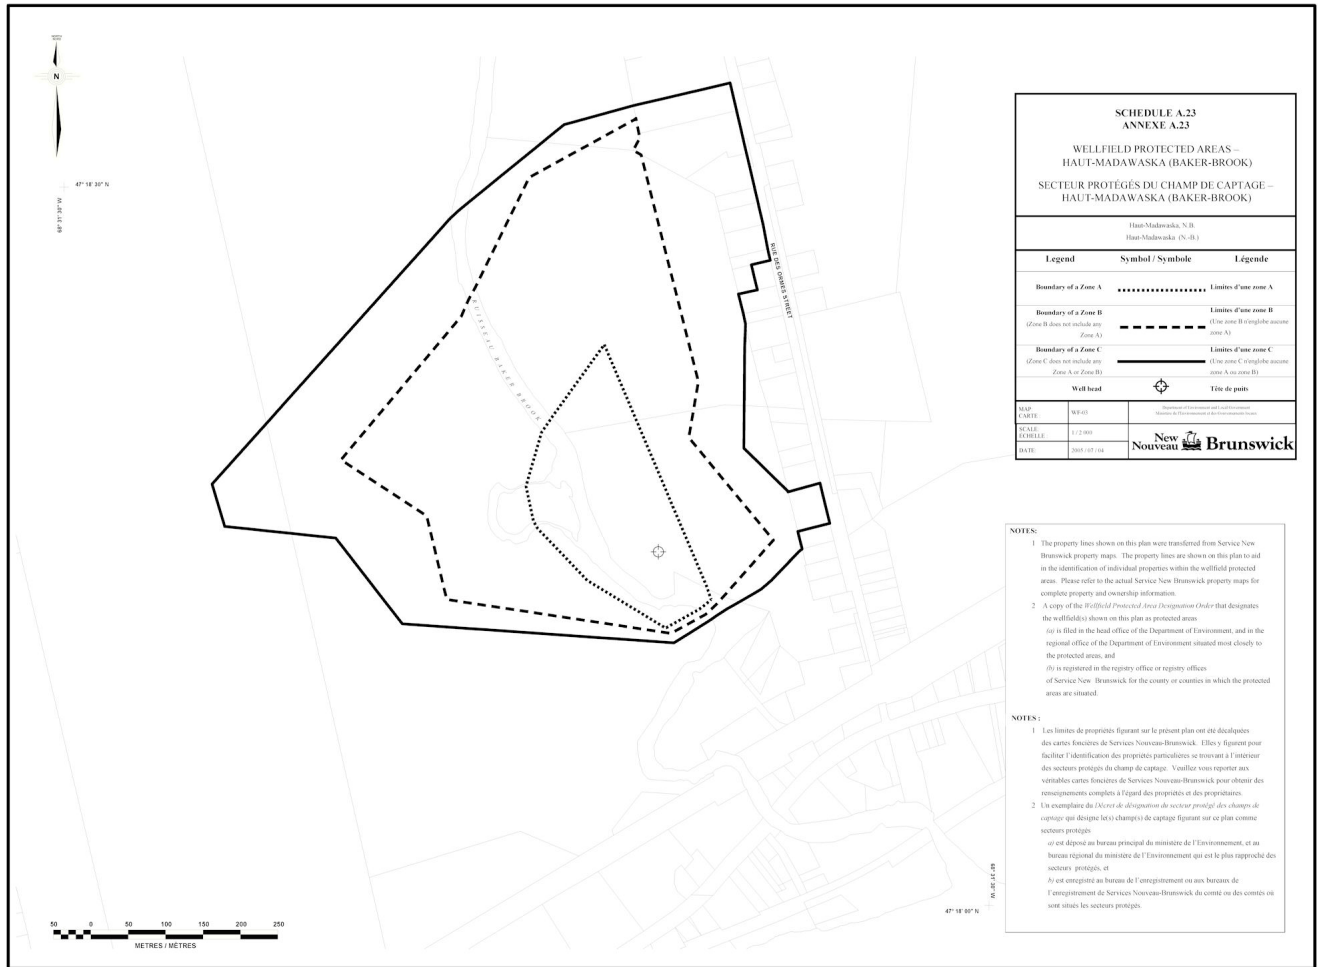 N
47° 18' 30" N
68° 31' 30" W
RUE DES ORMES STREET
RUISSEAU BAKER BROOK
SCHEDULE A.23
ANNEXE A.23
WELLFIELD PROTECTED AREAS –
HAUT-MADAWASKA (BAKER-BROOK)
SECTEUR PROTÉGÉS DU CHAMP DE CAPTAGE –
HAUT-MADAWASKA (BAKER-BROOK)
Haut-Madawaska, N.B.
Haut-Madawaska (N.-B.)
Legend Symbol / Symbole Légende
Boundary of a Zone A Limites d'une zone A
Boundary of a Zone B Limites d'une zone B
(Zone B does not include any (Une zone B n'englobe aucune
Zone A) zone A)
Boundary of a Zone C Limites d'une zone C
(Zone C does not include any (Une zone C n'englobe aucune
Zone A or Zone B) zone A ou zone B)
Well head Tête de puits
MAP
CARTE
WF-03
Department of Environment and Local Government
SCALE
ÉCHELLE
1 / 2 000
DATE
2005 / 07 / 04
New Nouveau Brunswick
NOTES:
1 The property lines shown on this plan were transferred from Service New
Brunswick property maps. The property lines are shown on this plan to aid
in the identification of individual properties within the wellfield protected
areas. Please refer to the actual Service New Brunswick property maps for
complete property and ownership information.
2 A copy of the Wellfield Protected Area Designation Order that designates
the wellfield(s) shown on this plan as protected areas
(a) is filed in the head office of the Department of Environment, and in the
regional office of the Department of Environment situated most closely to
the protected areas, and
(b) is registered in the registry office or registry offices
of Service New Brunswick for the county or counties in which the protected
areas are situated.
NOTES :
1 Les limites de propriétés figurant sur le présent plan ont été décalquées
des cartes foncières de Services Nouveau-Brunswick. Elles y figurent pour
faciliter l'identification des propriétés particulières se trouvant à l'intérieur
des secteurs protégés du champ de captage. Veuillez vous reporter aux
véritables cartes foncières de Services Nouveau-Brunswick pour obtenir des
renseignements complets à l'égard des propriétés et des propriétaires.
2 Un exemplaire du Décret de désignation du secteur protégé des champs de
captage qui désigne le(s) champ(s) de captage figurant sur ce plan comme
secteurs protégés
a) est déposé au bureau principal du ministère de l'Environnement, et au
bureau régional du ministère de l'Environnement qui est le plus rapproché des
secteurs protégés, et
b) est enregistré au bureau de l'enregistrement ou aux bureaux de
l'enregistrement de Services Nouveau-Brunswick du comté ou des comtés où
sont situés les secteurs protégés.
68° 31' 30" W
47° 18' 00" N
50 0 50 100 150 200 250
METRES / MÈTRES